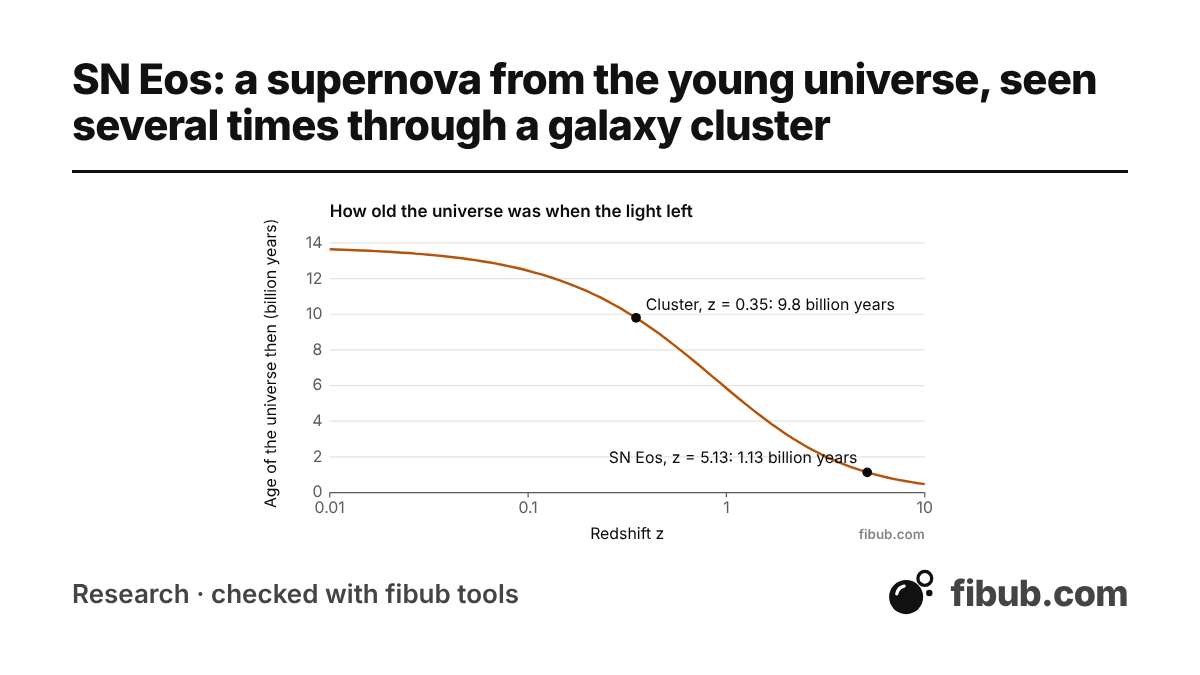 SN Eos: a supernova from the young universe, seen
several times through a galaxy cluster
How old the universe was when the light left
Age of the universe then (billion years)
14
12
10
8
6
4
2
0
Cluster, z = 0.35: 9.8 billion years
SN Eos, z = 5.13: 1.13 billion years
0.01
0.1
1
10
Redshift z
fibub.com
Research · checked with fibub tools
fibub.com